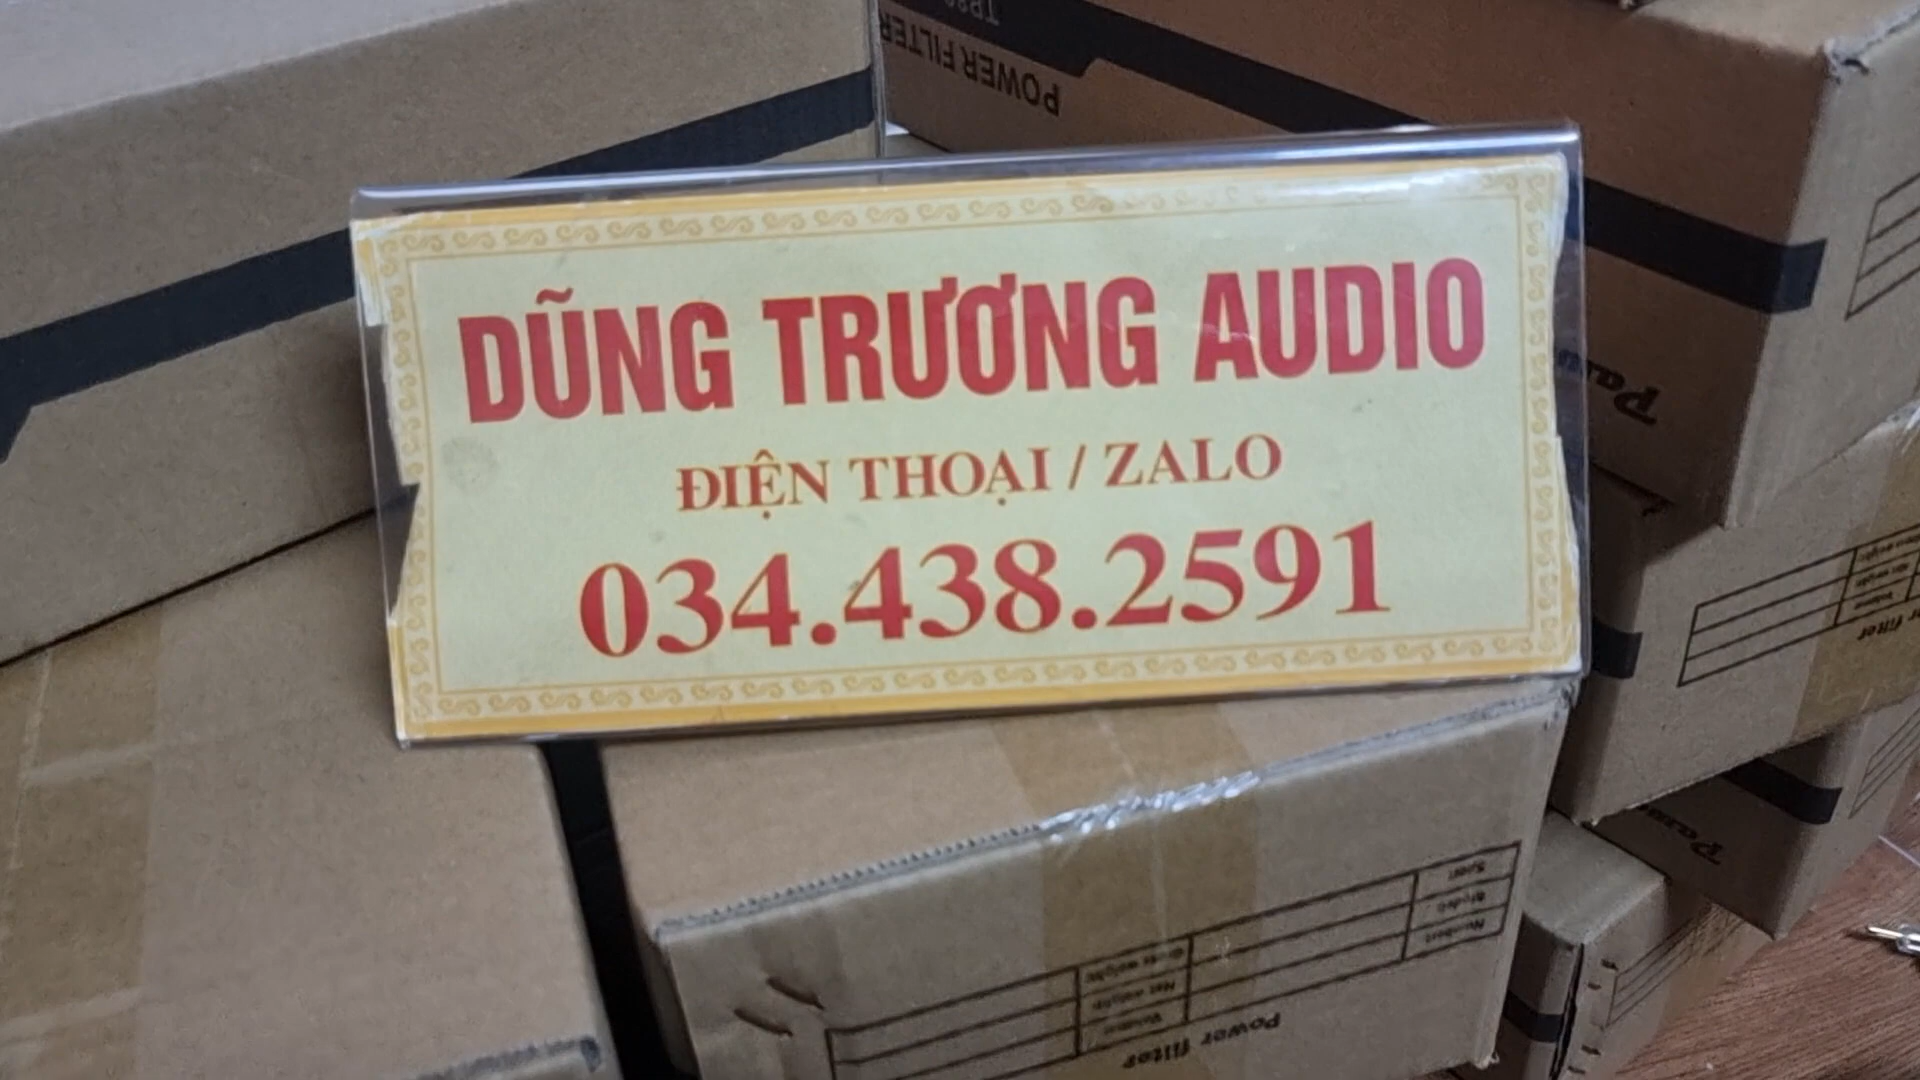 POWER FILTER
DŨNG TRƯƠNG AUDIO
ĐIỆN THOẠI / ZALO
034.438.2591
Power filter